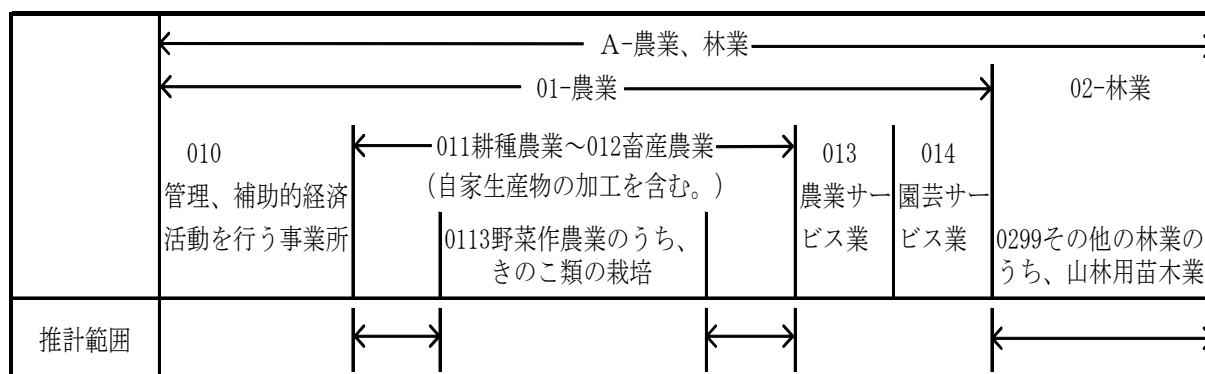 A-農業、林業
01-農業
02-林業
010
管理、補助的経済
活動を行う事業所
011耕種農業～012畜産農業
(自家生産物の加工を含む。)
0113野菜作農業のうち、
きのこ類の栽培
013
農業サー
ビス業
014
園芸サー
ビス業
0299その他の林業の
うち、山林用苗木業
推計範囲